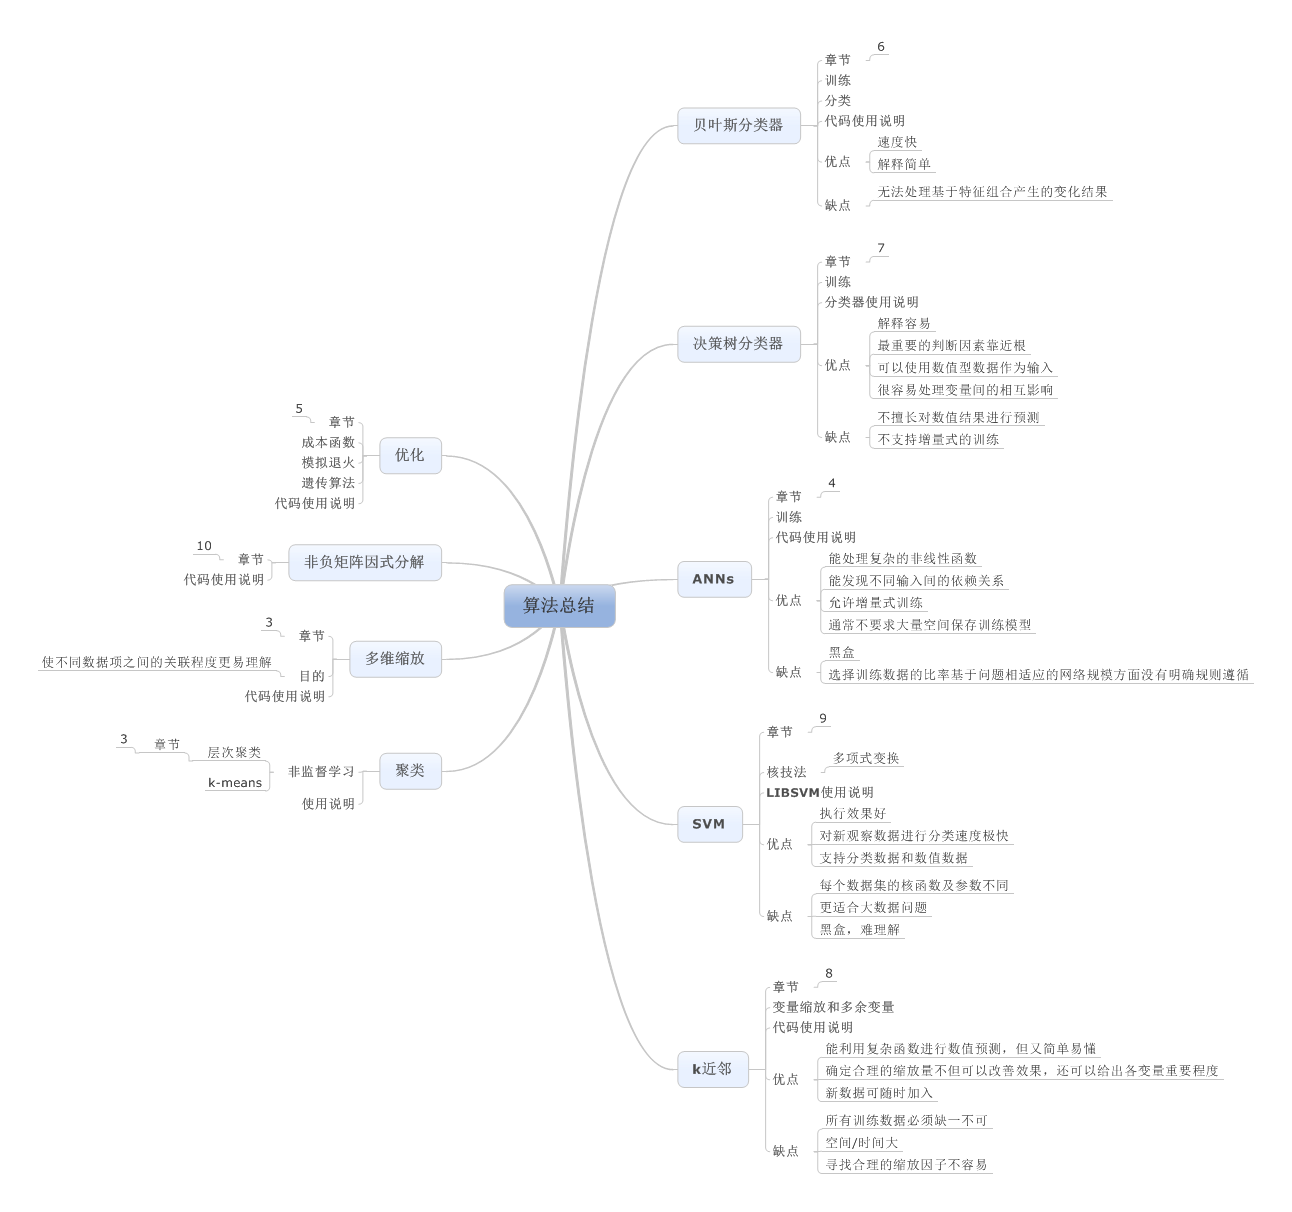 算法总结
贝叶斯分类器
章节
6
训练
分类
代码使用说明
优点
速度快
解释简单
缺点
无法处理基于特征组合产生的变化结果
决策树分类器
章节
7
训练
分类器使用说明
优点
解释容易
最重要的判断因素靠近根
可以使用数值型数据作为输入
很容易处理变量间的相互影响
缺点
不擅长对数值结果进行预测
不支持增量式的训练
ANNs
章节
4
训练
代码使用说明
优点
能处理复杂的非线性函数
能发现不同输入间的依赖关系
允许增量式训练
通常不要求大量空间保存训练模型
缺点
黑盒
选择训练数据的比率基于问题相适应的网络规模方面没有明确规则遵循
SVM
章节
9
核技法
多项式变换
LIBSVM使用说明
优点
执行效果好
对新观察数据进行分类速度极快
支持分类数据和数值数据
缺点
每个数据集的核函数及参数不同
更适合大数据问题
黑盒，难理解
k近邻
章节
8
变量缩放和多余变量
代码使用说明
优点
能利用复杂函数进行数值预测，但又简单易懂
确定合理的缩放量不但可以改善效果，还可以给出各变量重要程度
新数据可随时加入
缺点
所有训练数据必须缺一不可
空间/时间大
寻找合理的缩放因子不容易
优化
章节
5
成本函数
模拟退火
遗传算法
代码使用说明
非负矩阵因式分解
章节
10
代码使用说明
多维缩放
章节
3
目的
使不同数据项之间的关联程度更易理解
代码使用说明
聚类
非监督学习
层次聚类
章节
3
k-means
使用说明